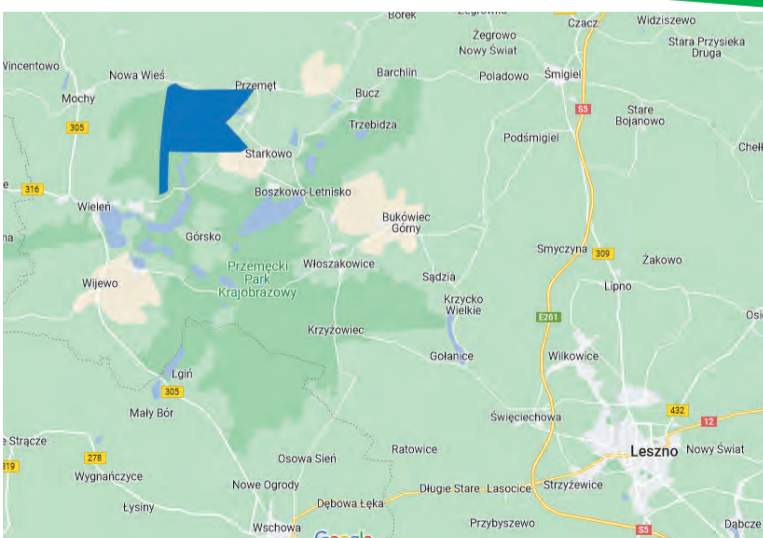 Borek
Czacz
Widziszewo
Żegrowo
Nowy Świat
Stara Przysieka
Druga
Wincentowo
Nowa Wieś
Przemęt
Barchlin
Poladowo
Śmigiel
Mochy
Bucz
305
Trzebidza
S5
Stare
Bojanowo
Podśmigiel
Starkowo
316
Boszkowo-Letnisko
Wieleń
Bukówiec
Górny
Górsko
Smyczyna
309
Żakowo
Przemęcki
Park
Krajobrazowy
Włoszakowice
Sądzia
Wijewo
Lipno
Krzycko
Wielkie
E261
Krzyżowiec
Gołanice
Wilkowice
Lgiń
305
Mały Bór
Święciechowa
432
12
Strącze
Leszno
Nowy Świat
Ratowice
278
Osowa Sień
Wygnańczyce
Nowe Ogrody
Długie Stare
Lasocice
Strzyżewice
Łysiny
Dębowa Łęka
Wschowa
Przybyszewo
S5
Dąbcze
Google